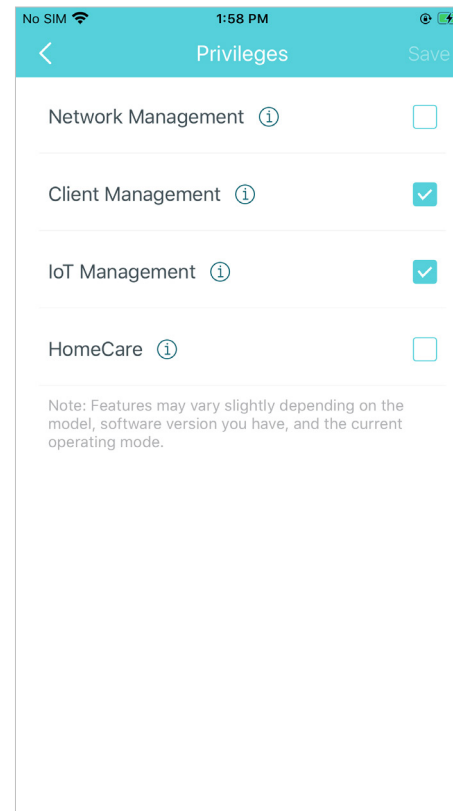 No SIM 1:58 PM
Privileges Save
Network Management
Client Management
IoT Management
HomeCare
Note: Features may vary slightly depending on the
model, software version you have, and the current
operating mode.